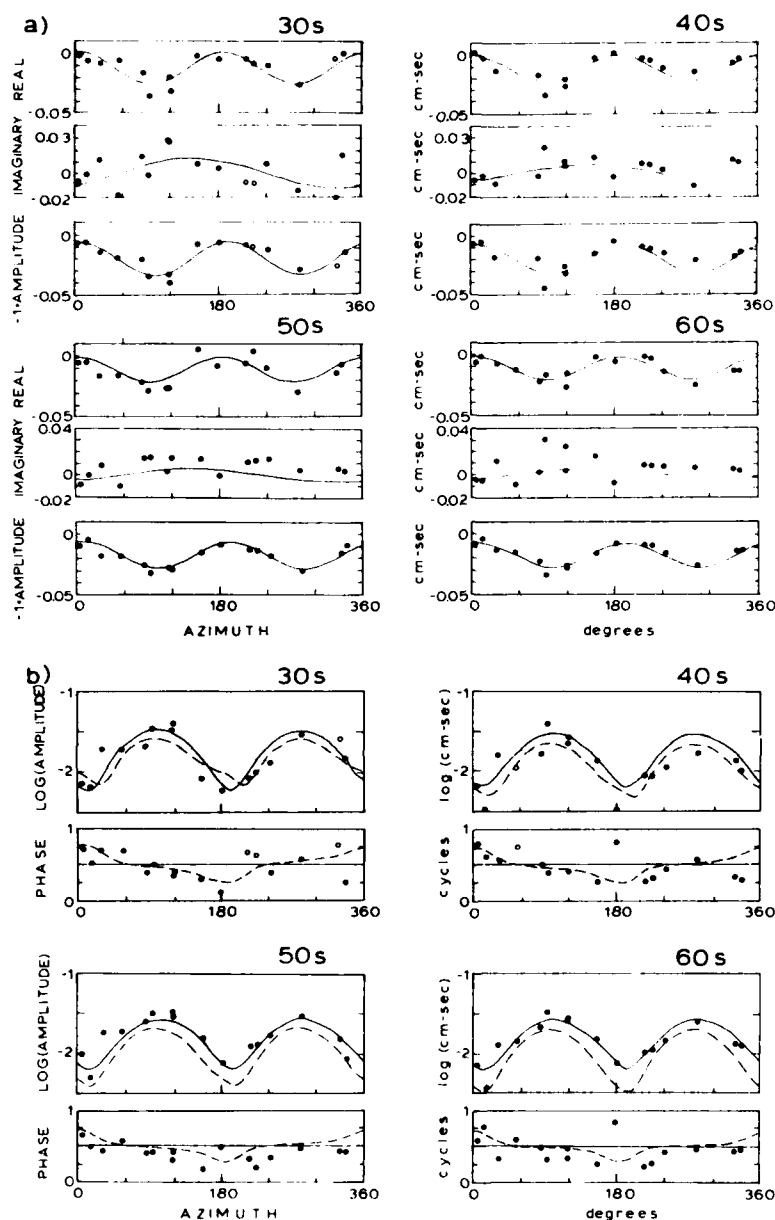 a)
30s
40s
REAL
0
-0.05
cm-sec
0
-0.05
IMAGINARY
0.03
0
0.02
cm-sec
0.03
0
0.02
-1•AMPLITUDE
0
-0.05
0
180
360
cm-sec
0
-0.05
0
180
360
50s
60s
REAL
0
-0.05
cm-sec
0
-0.05
IMAGINARY
0.04
0
-0.02
cm-sec
0.04
0
-0.02
-1•AMPLITUDE
0
-0.05
0
180
360
AZIMUTH
cm-sec
0
-0.05
0
180
360
degrees
b)
30s
40s
LOG(AMPLITUDE)
-1
-2
log (cm-sec)
-1
-2
PHASE
1
0
0
180
360
cycles
1
0
0
180
360
50s
60s
LOG(AMPLITUDE)
-1
-2
log (cm-sec)
-1
-2
PHASE
1
0
0
180
360
AZIMUTH
cycles
1
0
0
180
360
degrees